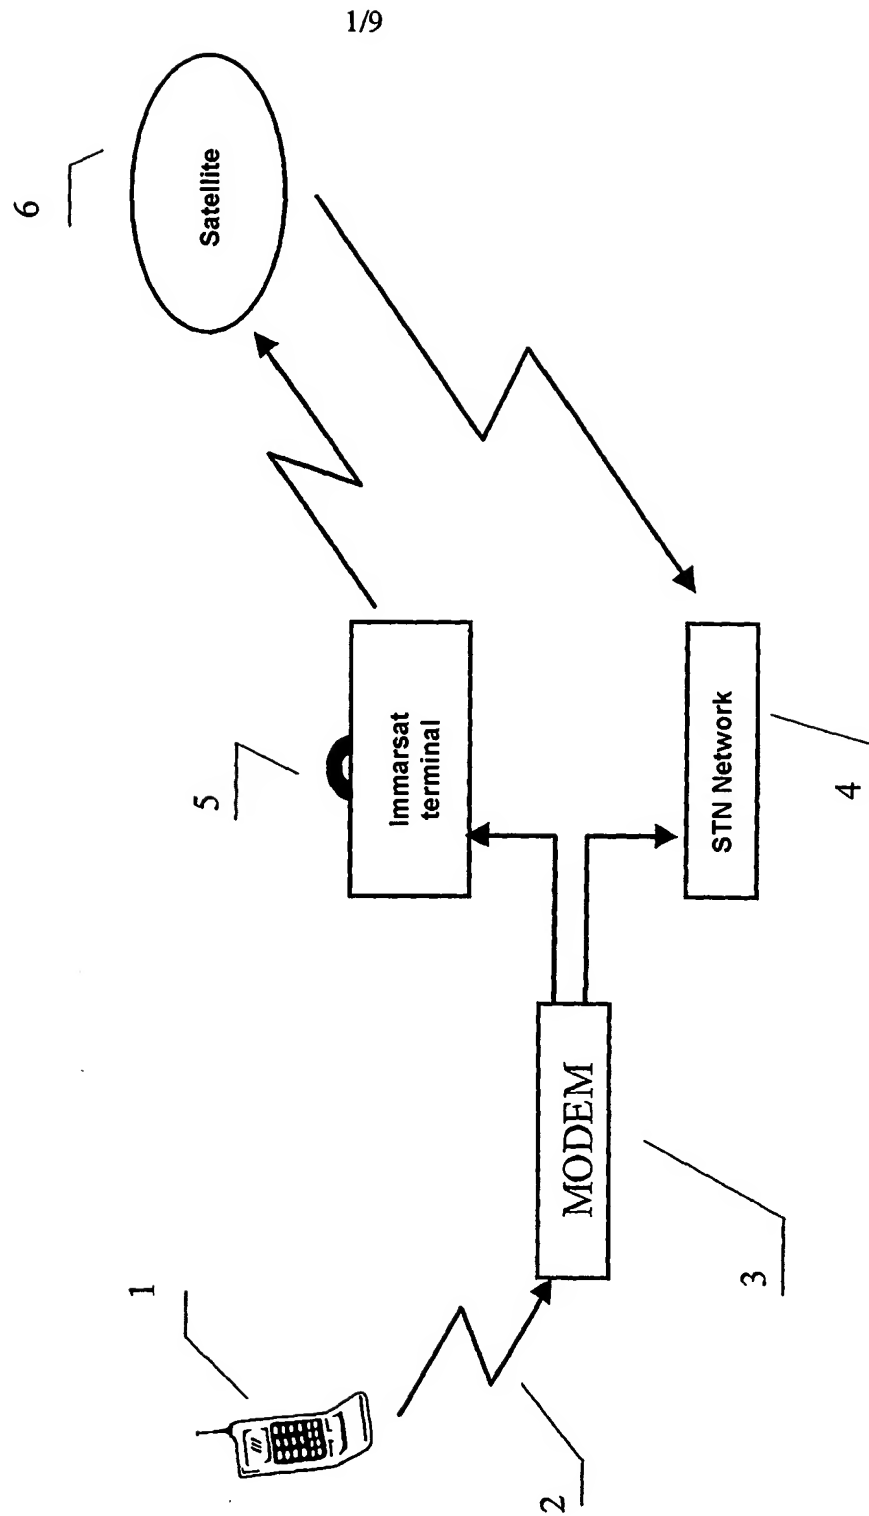 1/9
6
Satellite
5
Immarsat
terminal
STN Network
4
MODEM
3
1
2